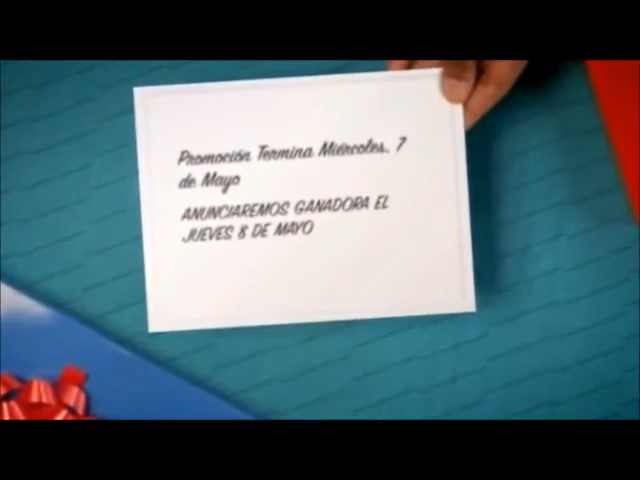 Promoción Termina Miércoles, 7
de Mayo
ANUNCIAREMOS GANADORA EL
JUEVES 8 DE MAYO